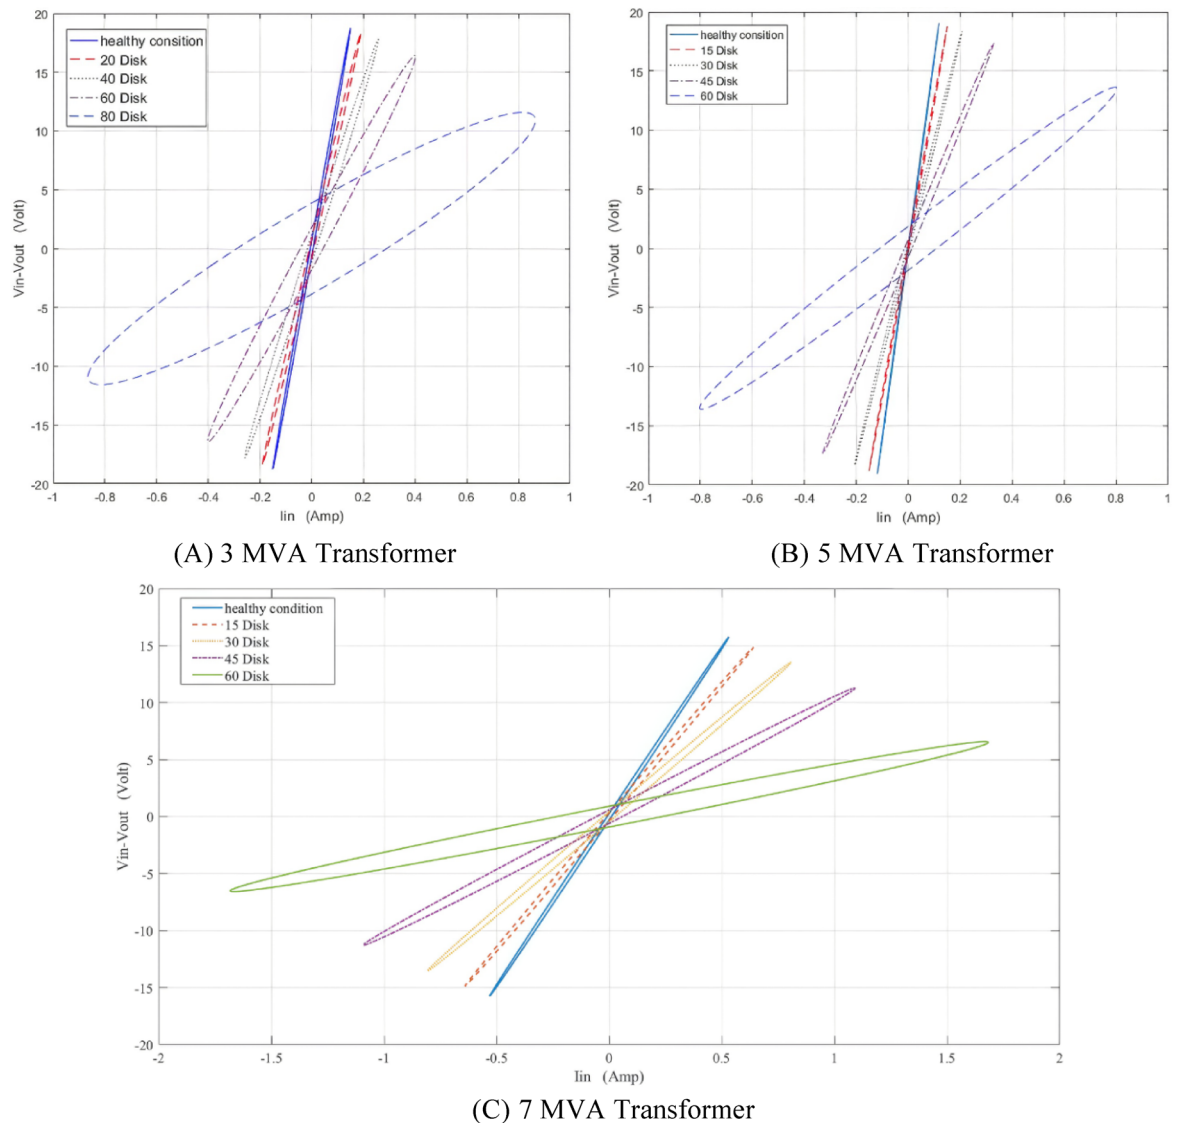 20
15
10
5
0
-5
-10
-15
-20
Vin-Vout (Volt)
healthy consition
20 Disk
40 Disk
60 Disk
80 Disk
-1
-0.8
-0.6
-0.4
-0.2
0
0.2
0.4
0.6
0.8
1
Iin (Amp)
(A) 3 MVA Transformer
20
15
10
5
0
-5
-10
-15
-20
Vin-Vout (Volt)
healthy consition
15 Disk
30 Disk
45 Disk
60 Disk
-1
-0.8
-0.6
-0.4
-0.2
0
0.2
0.4
0.6
0.8
1
Iin (Amp)
(B) 5 MVA Transformer
20
15
10
5
0
-5
-10
-15
-20
Vin-Vout (Volt)
healthy condition
15 Disk
30 Disk
45 Disk
60 Disk
-2
-1.5
-1
-0.5
0
0.5
1
1.5
2
Iin (Amp)
(C) 7 MVA Transformer